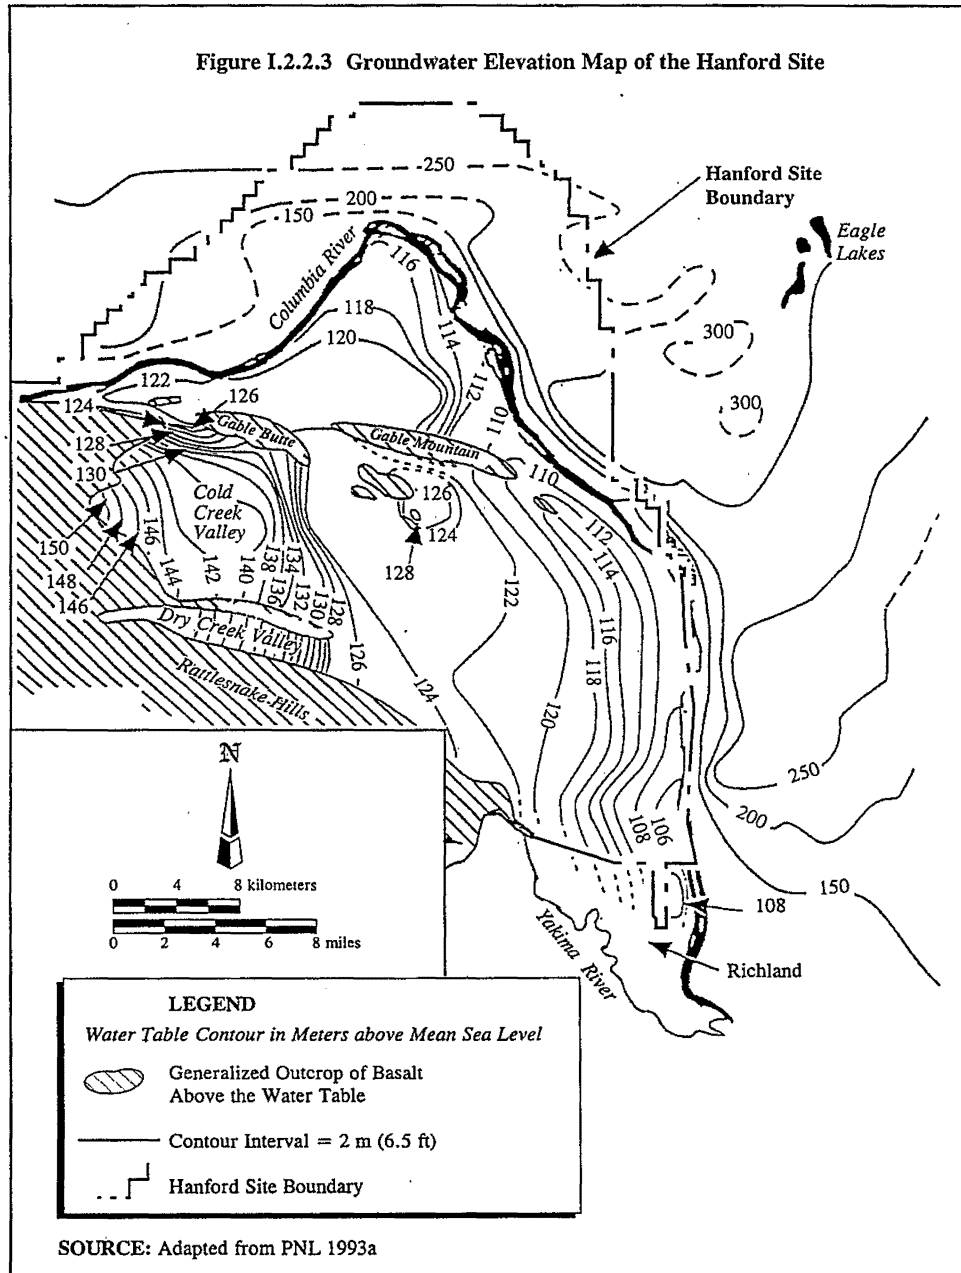 Figure I.2.2.3 Groundwater Elevation Map of the Hanford Site
250
Hanford Site
Boundary
200
150
Eagle
Lakes
Columbia River
116
118
114
300
120
122
126
112
300
124
Gable Butte
110
128
Gable Mountain
110
130
126
Cold
Creek
Valley
124
112
150
146
134
114
128
138
148
142
140
132
122
144
136
130
128
116
146
Dry Creek Valley
126
118
Rattlesnake Hills
124
120
N
250
106
200
108
0 4 8 kilometers
150
108
0 2 4 6 8 miles
Yakima River
Richland
LEGEND
Water Table Contour in Meters above Mean Sea Level
Generalized Outcrop of Basalt
Above the Water Table
Contour Interval = 2 m (6.5 ft)
Hanford Site Boundary
SOURCE: Adapted from PNL 1993a